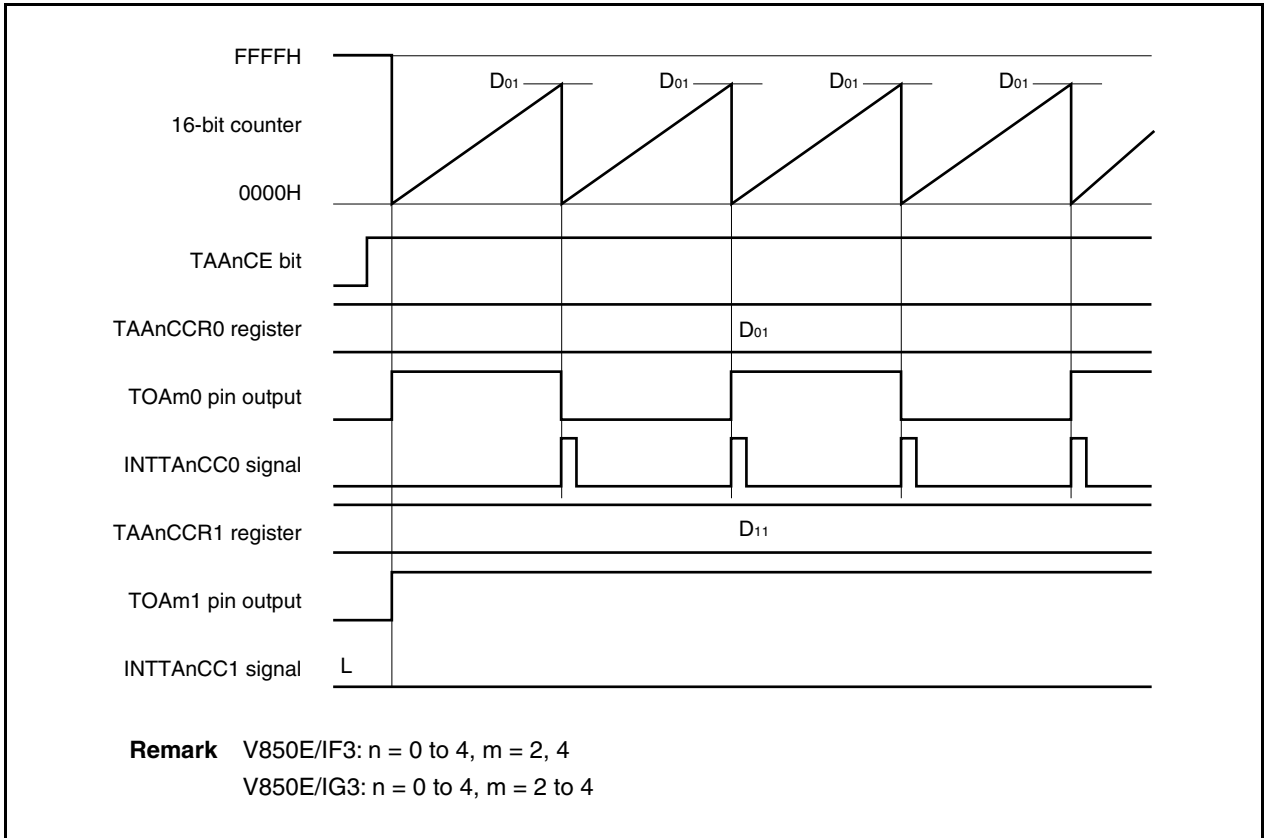 FFFFH
D01 D01 D01 D01
16-bit counter
0000H
TAAnCE bit
TAAnCCR0 register D01
TOAm0 pin output
INTTAnCC0 signal
TAAnCCR1 register D11
TOAm1 pin output
INTTAnCC1 signal L
Remark V850E/IF3: n = 0 to 4, m = 2, 4
V850E/IG3: n = 0 to 4, m = 2 to 4